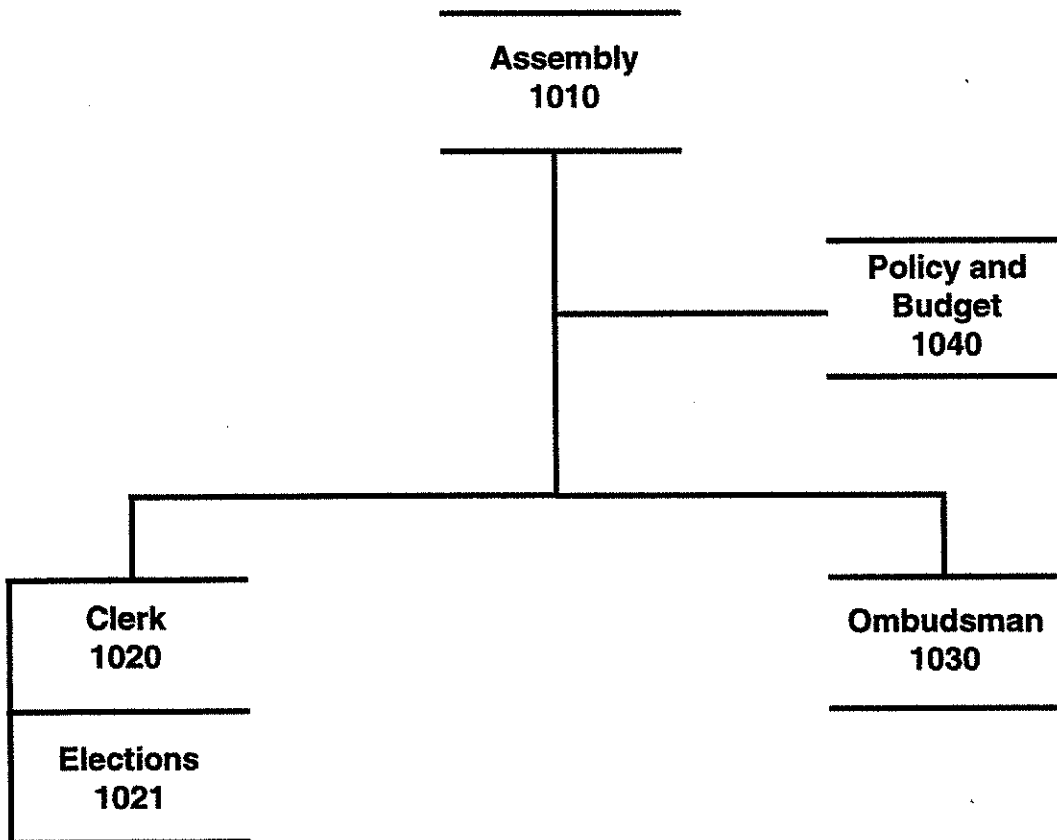 Assembly
1010
Policy and
Budget
1040
Clerk
1020
Ombudsman
1030
Elections
1021